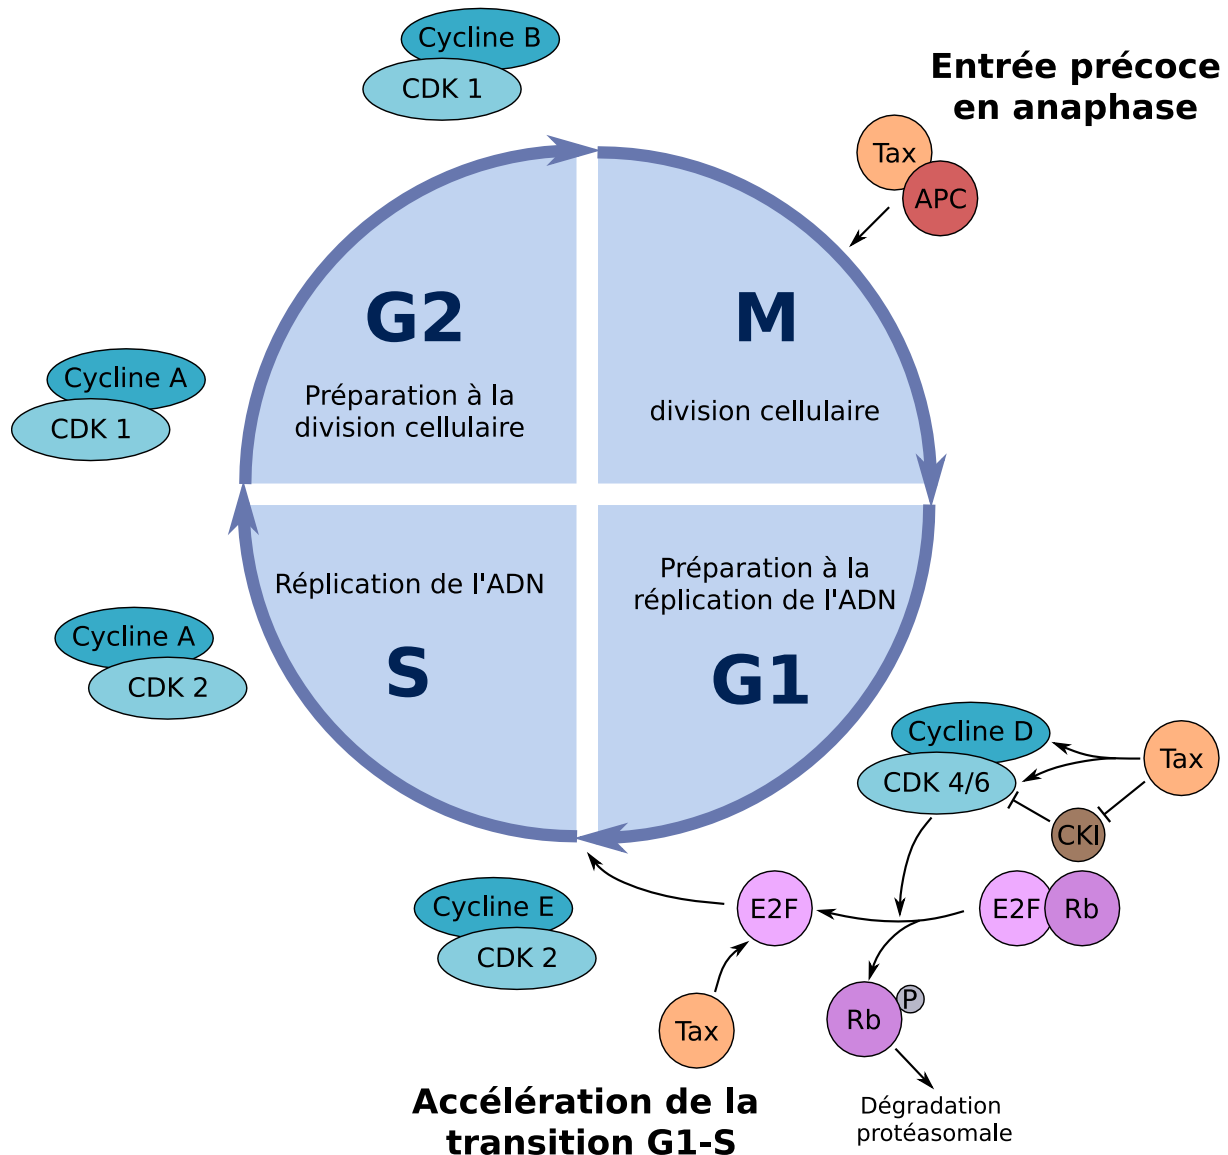 Cycline B
CDK 1
Entrée précoce
en anaphase
Tax
APC
G2
Préparation à la
division cellulaire
M
division cellulaire
Cycline A
CDK 1
Réplication de l'ADN
S
Préparation à la
réplication de l'ADN
G1
Cycline A
CDK 2
Cycline D
CDK 4/6
Tax
CKI
Cycline E
CDK 2
E2F
E2F
Rb
Tax
Rb
P
Dégradation
protéasomale
Accélération de la
transition G1-S